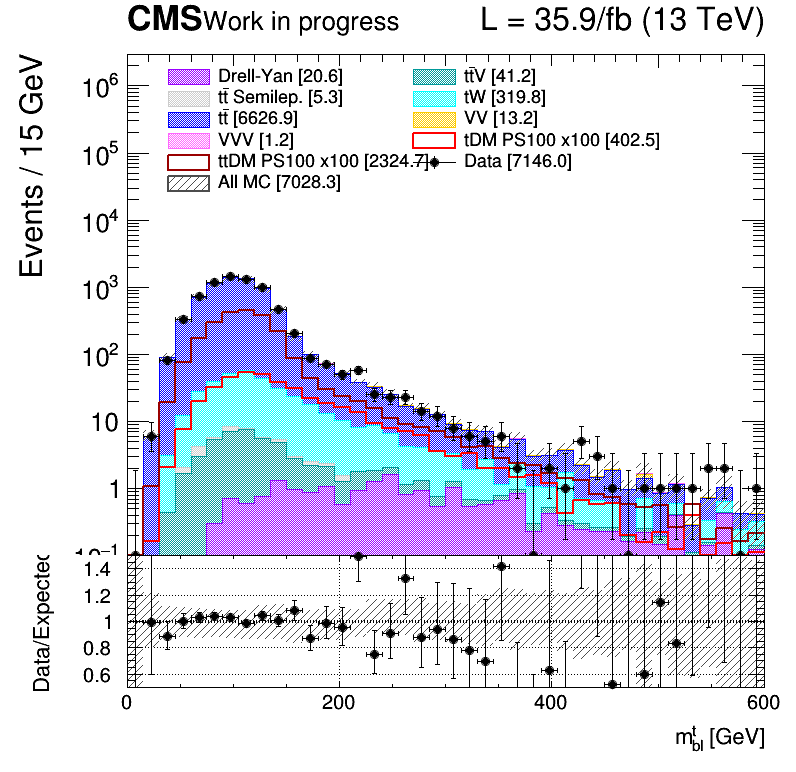 CMS Work in progress L = 35.9/fb (13 TeV)
Events / 15 GeV
10⁶
10⁵
10⁴
10³
10²
10
1
10⁻¹
Drell-Yan [20.6] tt̄V [41.2]
tt̄ Semilep. [5.3] tW [319.8]
tt̄ [6626.9] VV [13.2]
VVV [1.2] tDM PS100 x100 [402.5]
ttDM PS100 x100 [2324.7] Data [7146.0]
All MC [7028.3]
Data/Expected
1.4
1.2
1
0.8
0.6
0 200 400 600
mᵗbl [GeV]